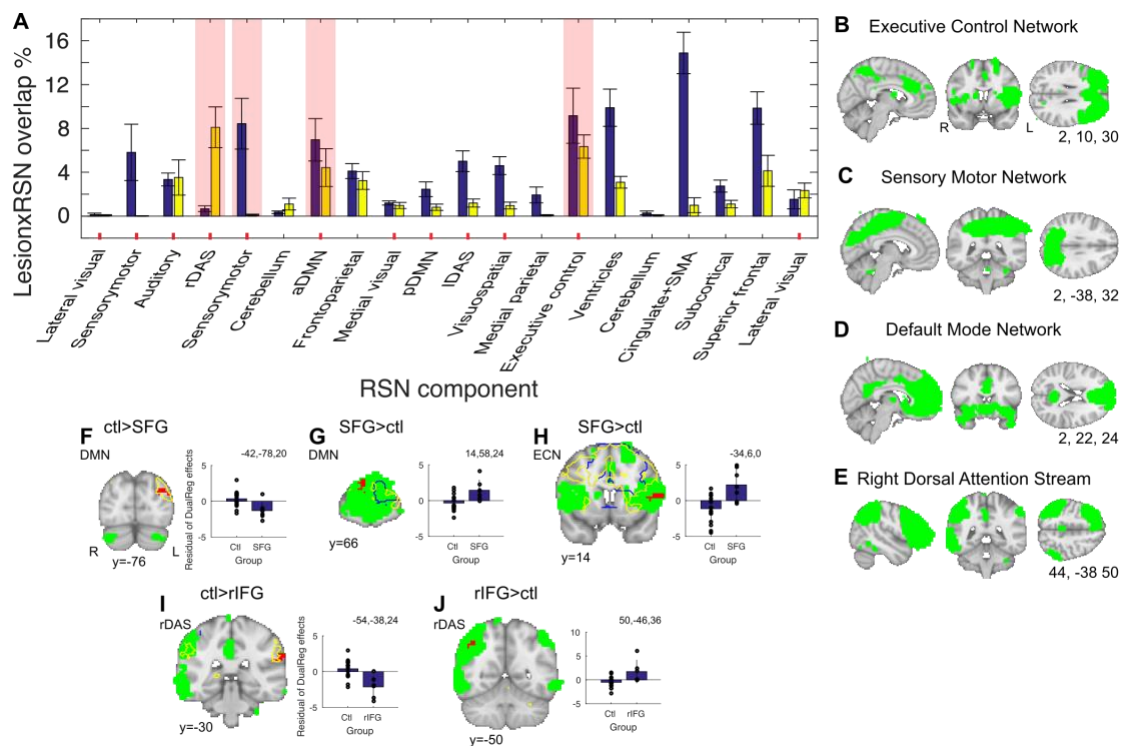 A
LesionxRSN overlap %
16
12
8
4
0
Lateral visual
Sensorymotor
Auditory
rDAS
Sensorymotor
Cerebellum
aDMN
Frontoparietal
Medial visual
pDMN
lDAS
Visuospatial
Medial parietal
Executive control
Ventricles
Cerebellum
Cingulate+SMA
Subcortical
Superior frontal
Lateral visual
RSN component
B Executive Control Network
R L
2, 10, 30
C Sensory Motor Network
2, -38, 32
D Default Mode Network
2, 22, 24
E Right Dorsal Attention Stream
44, -38 50
F ctl>SFG
DMN
-42,-78,20
R L
y=-76
Residual of DualReg effects
5
0
-5
Ctl SFG
Group
G SFG>ctl
DMN
14,58,24
y=66
5
0
-5
Ctl SFG
Group
H SFG>ctl
ECN
-34,6,0
y=14
5
0
-5
Ctl SFG
Group
I ctl>rIFG
rDAS
-54,-38,24
y=-30
Residual of DualReg effects
5
0
-5
Ctl rIFG
Group
J rIFG>ctl
rDAS
50,-46,36
y=-50
10
5
0
-5
Ctl rIFG
Group